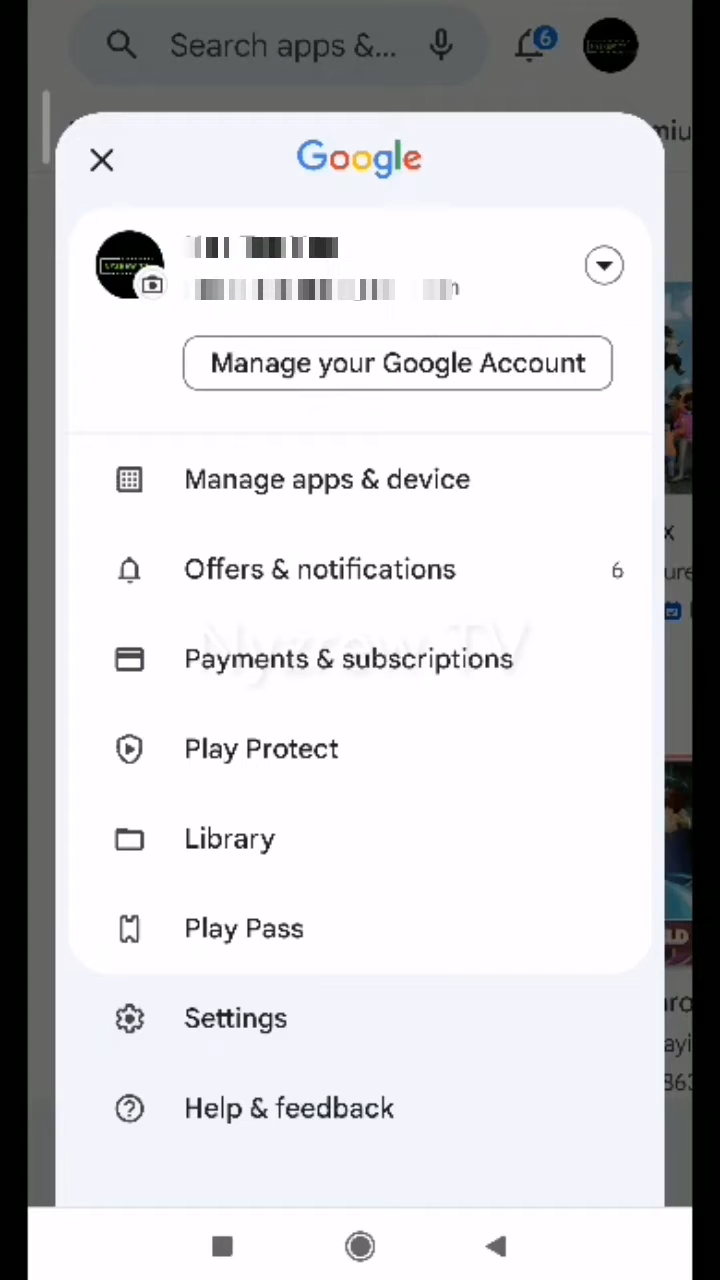 Search apps &...
6
Google
Manage your Google Account
Manage apps & device
Offers & notifications
6
Payments & subscriptions
Play Protect
Library
Play Pass
Settings
Help & feedback